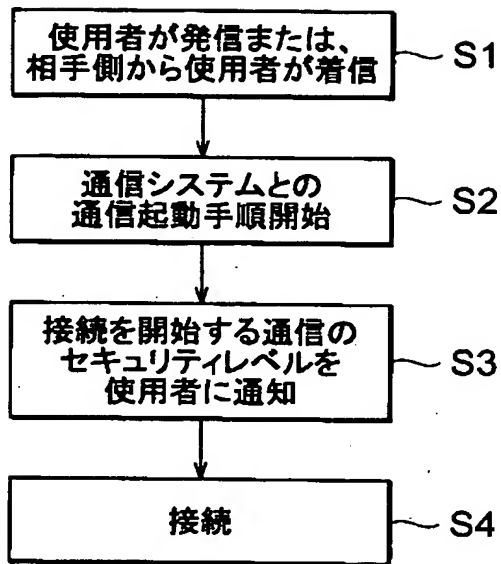 使用者が発信または、
相手側から使用者が着信
S1
通信システムとの
通信起動手順開始
S2
接続を開始する通信の
セキュリティレベルを
使用者に通知
S3
接続
S4